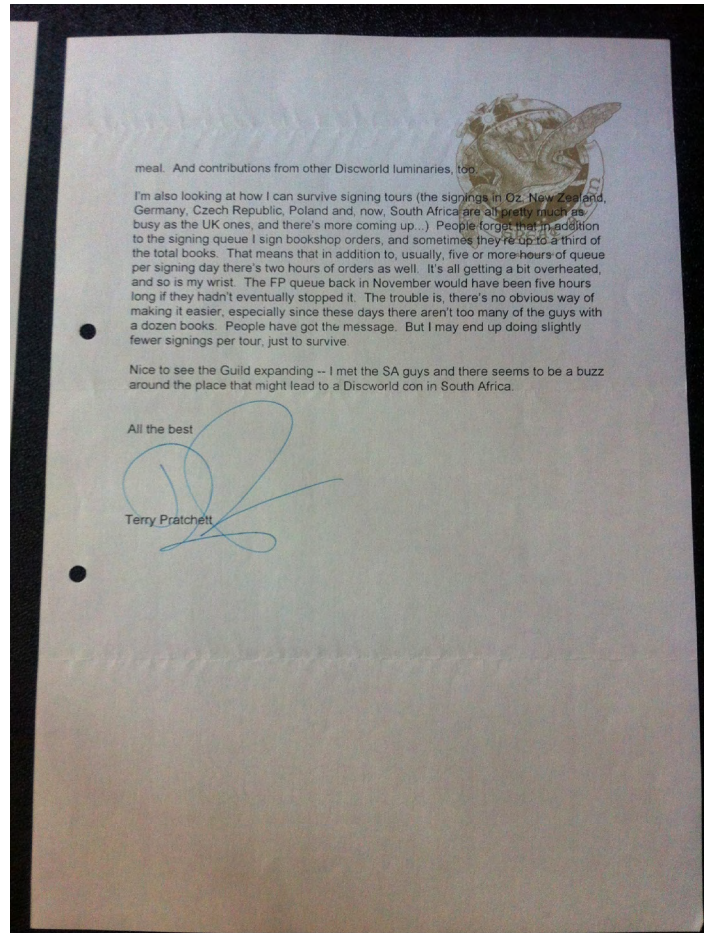 meal.  And contributions from other Discworld luminaries, too.
I'm also looking at how I can survive signing tours (the signings in Oz, New Zealand,
Germany, Czech Republic, Poland and, now, South Africa are all pretty much as
busy as the UK ones, and there's more coming up...)  People forget that in addition
to the signing queue I sign bookshop orders, and sometimes they're up to a third of
the total books.  That means that in addition to, usually, five or more hours of queue
per signing day there's two hours of orders as well.  It's all getting a bit overheated,
and so is my wrist.  The FP queue back in November would have been five hours
long if they hadn't eventually stopped it.  The trouble is, there's no obvious way of
making it easier, especially since these days there aren't too many of the guys with
a dozen books.  People have got the message.  But I may end up doing slightly
fewer signings per tour, just to survive.
Nice to see the Guild expanding -- I met the SA guys and there seems to be a buzz
around the place that might lead to a Discworld con in South Africa.
All the best
Terry Pratchett